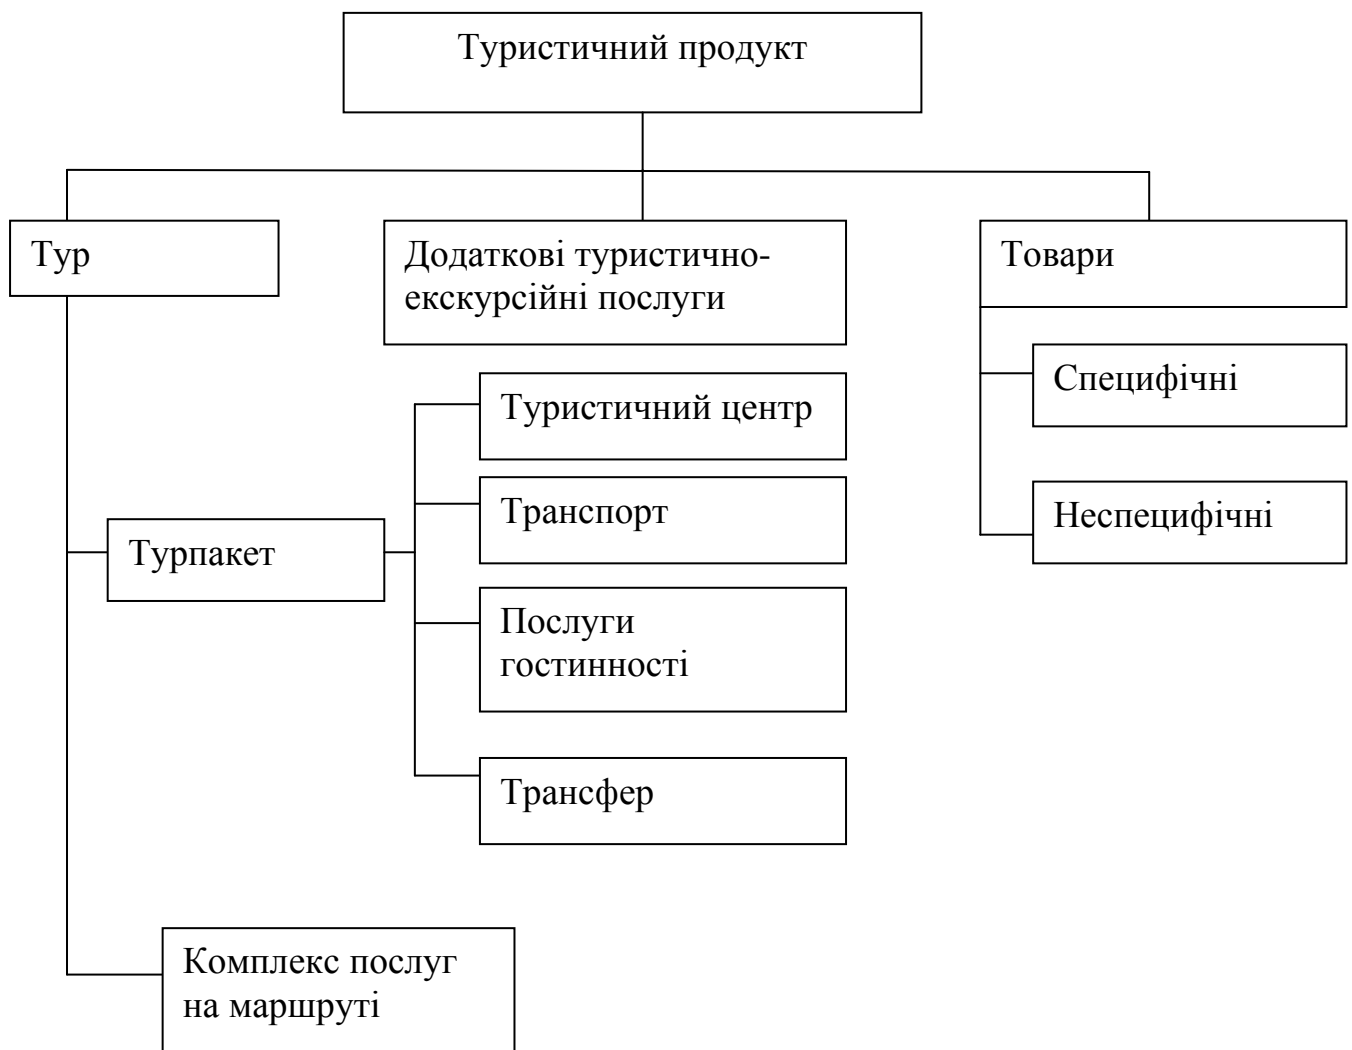 Туристичний продукт
Тур
Додаткові туристично-
екскурсійні послуги
Товари
Специфічні
Неспецифічні
Туристичний центр
Транспорт
Турпакет
Послуги
гостинності
Трансфер
Комплекс послуг
на маршруті